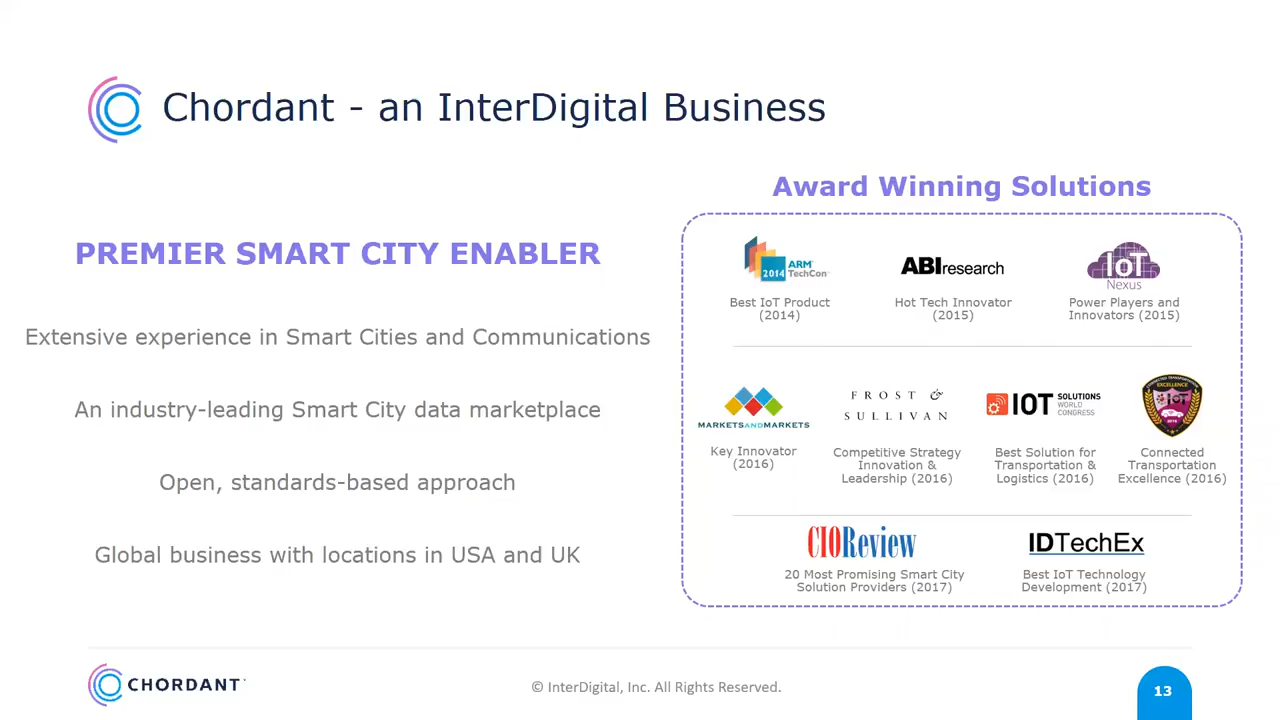 Chordant - an InterDigital Business
PREMIER SMART CITY ENABLER
Extensive experience in Smart Cities and Communications
An industry-leading Smart City data marketplace
Open, standards-based approach
Global business with locations in USA and UK
Award Winning Solutions
2014 ARM TechCon
Best IoT Product
(2014)
ABIresearch
Hot Tech Innovator
(2015)
IoT
Nexus
Power Players and
Innovators (2015)
MARKETSANDMARKETS
Key Innovator
(2016)
FROST &
SULLIVAN
Competitive Strategy
Innovation &
Leadership (2016)
IOT SOLUTIONS
WORLD
CONGRESS
Best Solution for
Transportation &
Logistics (2016)
EXCELLENCE
IOT
Connected
Transportation
Excellence (2016)
CIOReview
20 Most Promising Smart City
Solution Providers (2017)
IDTechEx
Best IoT Technology
Development (2017)
CHORDANT
© InterDigital, Inc. All Rights Reserved.
13